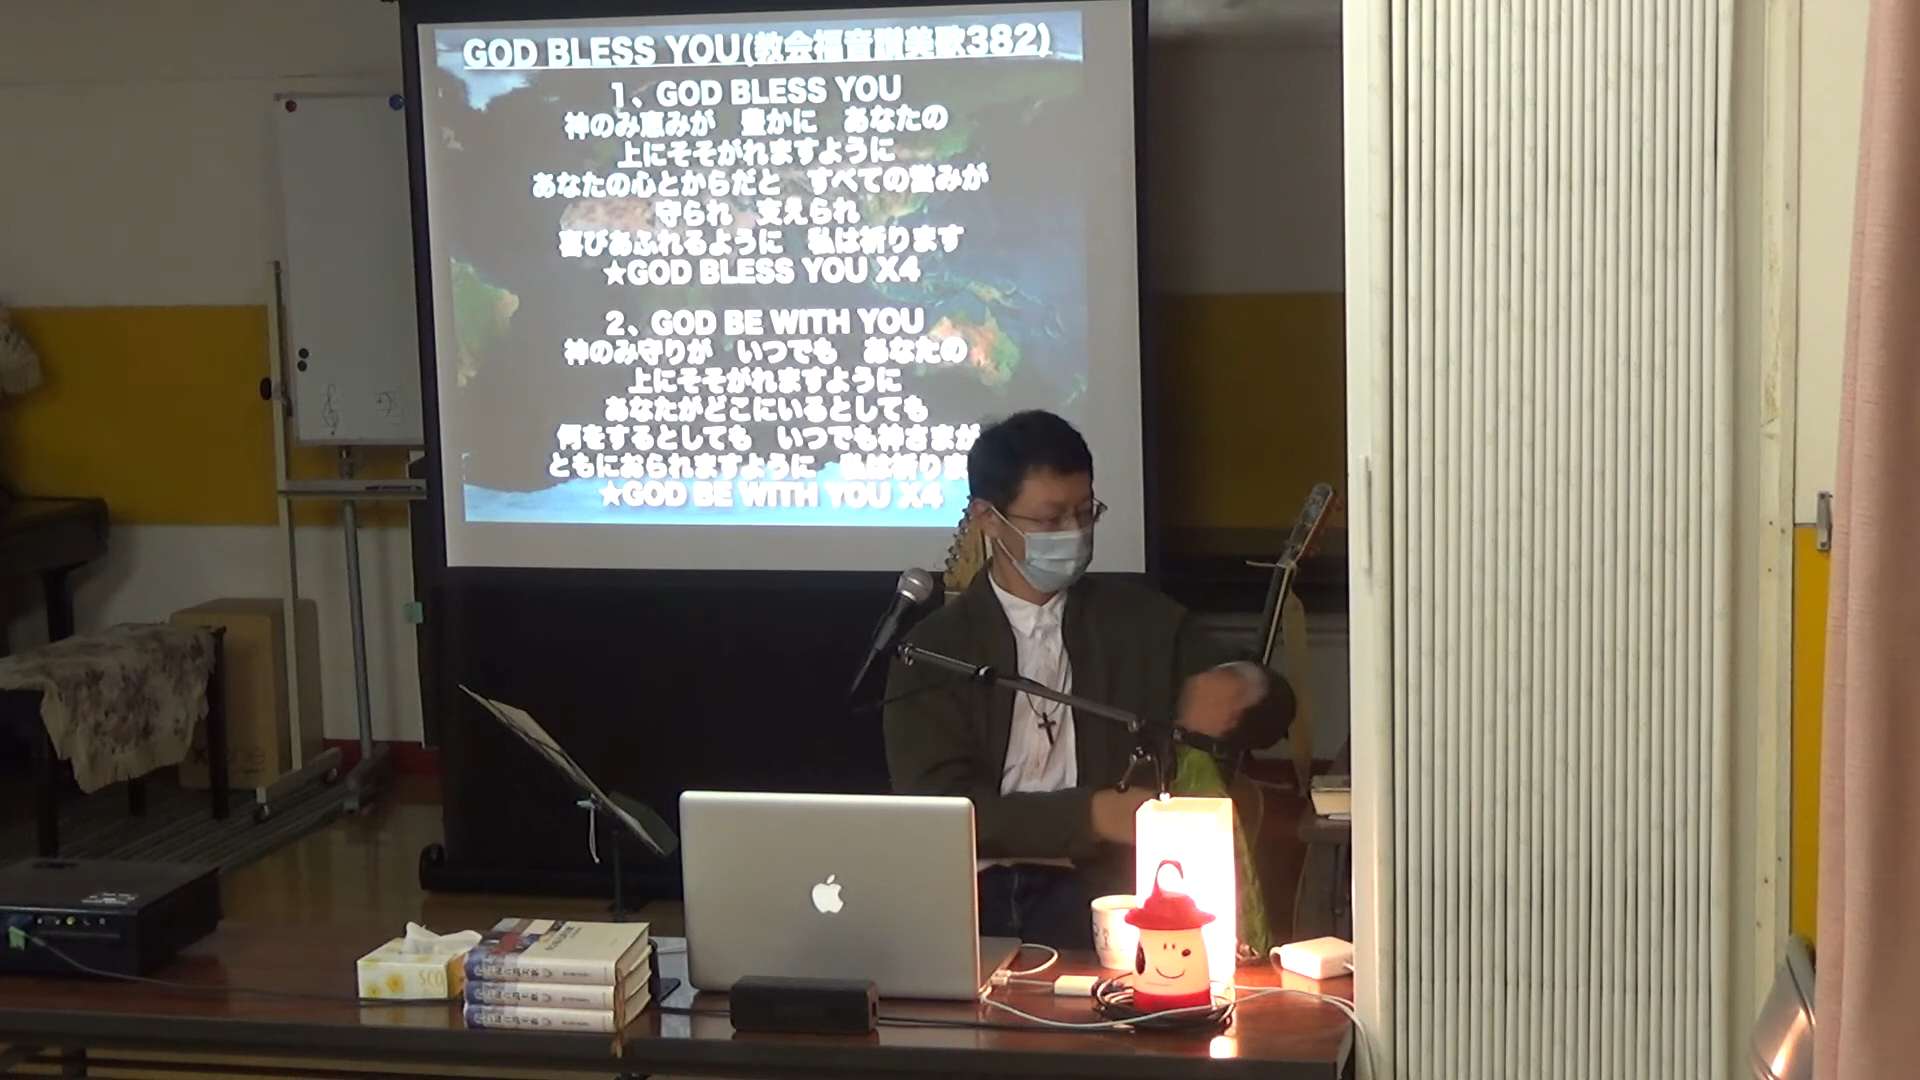 GOD BLESS YOU(教会福音讃美歌382)
1、GOD BLESS YOU
神のみ恵みが　豊かに　あなたの
上にそそがれますように
あなたの心とからだと　すべての営みが
守られ　支えられ
喜びあふれるように　私は祈ります
★GOD BLESS YOU X4
2、GOD BE WITH YOU
神のみ守りが　いつでも　あなたの
上にそそがれますように
あなたがどこにいるとしても
何をするとしても　いつでも神さまが
ともにおられますように　私は祈りま
★GOD BE WITH YOU X4